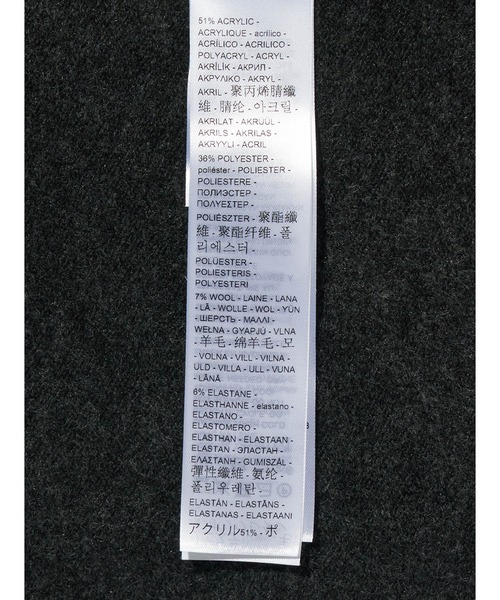 51% ACRYLIC -
ACRYLIQUE - acrílico -
ACRÍLICO - ACRILICO -
POLYACRYL - ACRYL -
AKRİLİK - АКРИЛ -
ΑΚΡΥΛΙΚΟ - AKRYL -
AKRIL - 聚丙烯腈纖
維 - 腈纶 - 아크릴 -
AKRILAT - AKRÜÜL -
AKRILS - AKRILAS -
AKRYYLI - ACRIL
36% POLYESTER -
poliéster - POLIESTER -
POLIESTERE -
ПОЛИЭСТЕР -
ΠΟΛΥΕΣΤΕΡ -
POLIÉSZTER - 聚酯纖
維 - 聚酯纤维 - 폴
리에스터 -
POLÜESTER -
POLIESTERIS -
POLYESTERI
7% WOOL - LAINE - LANA
- LÃ - WOLLE - WOL - YÜN
- ШЕРСТЬ - ΜΑΛΛΙ -
WEŁNA - GYAPJÚ - VLNA
- 羊毛 - 绵羊毛 - 모
- VOLNA - VILL - VILNA -
ULD - VILLA - ULL - VUNA
- LÂNĂ
6% ELASTANE -
ELASTHANNE - elastano -
ELASTANO -
ELASTOMERO -
ELASTHAN - ELASTAAN -
ELASTAN - ЭЛАСТАН -
ΕΛΑΣΤΑΝΗ - GUMISZÁL -
彈性纖維 - 氨纶 -
폴리우레탄 -
ELASTÁN - ELASTĀNS -
ELASTANAS - ELASTAANI
アクリル51% - ポ